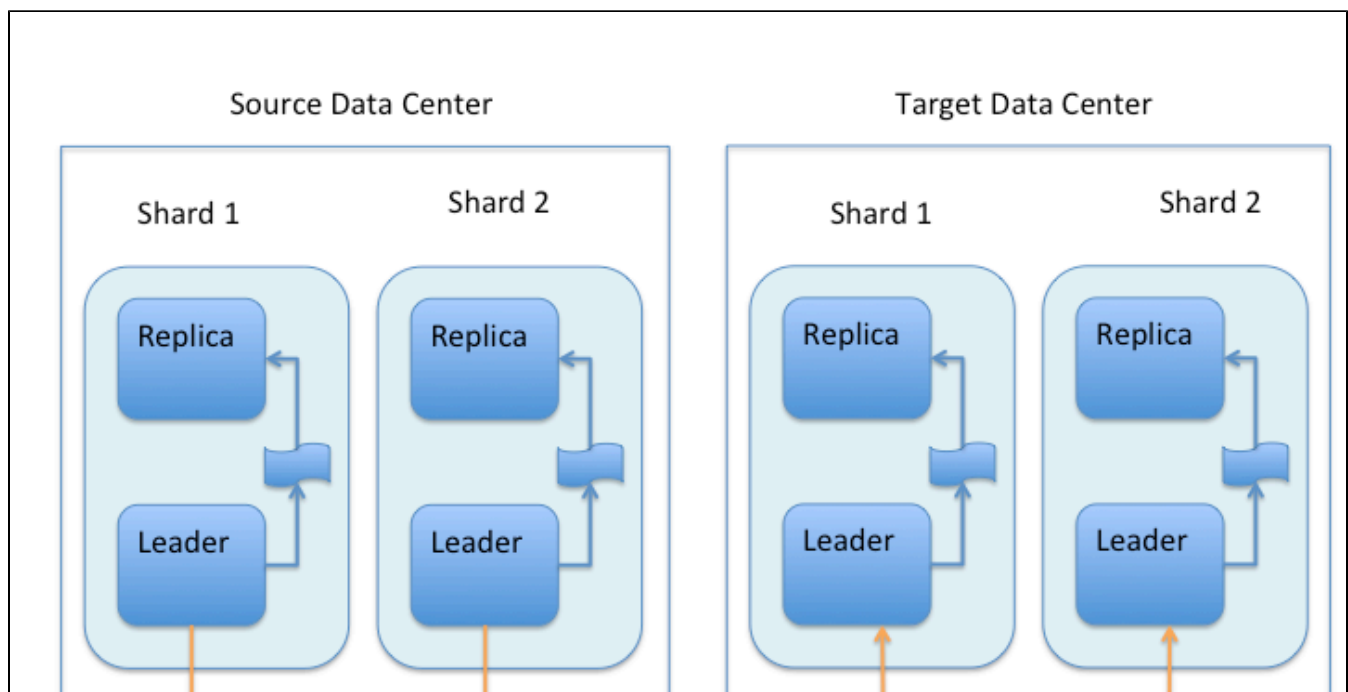 Source Data Center
Target Data Center
Shard 1
Shard 2
Shard 1
Shard 2
Replica
Replica
Replica
Replica
Leader
Leader
Leader
Leader